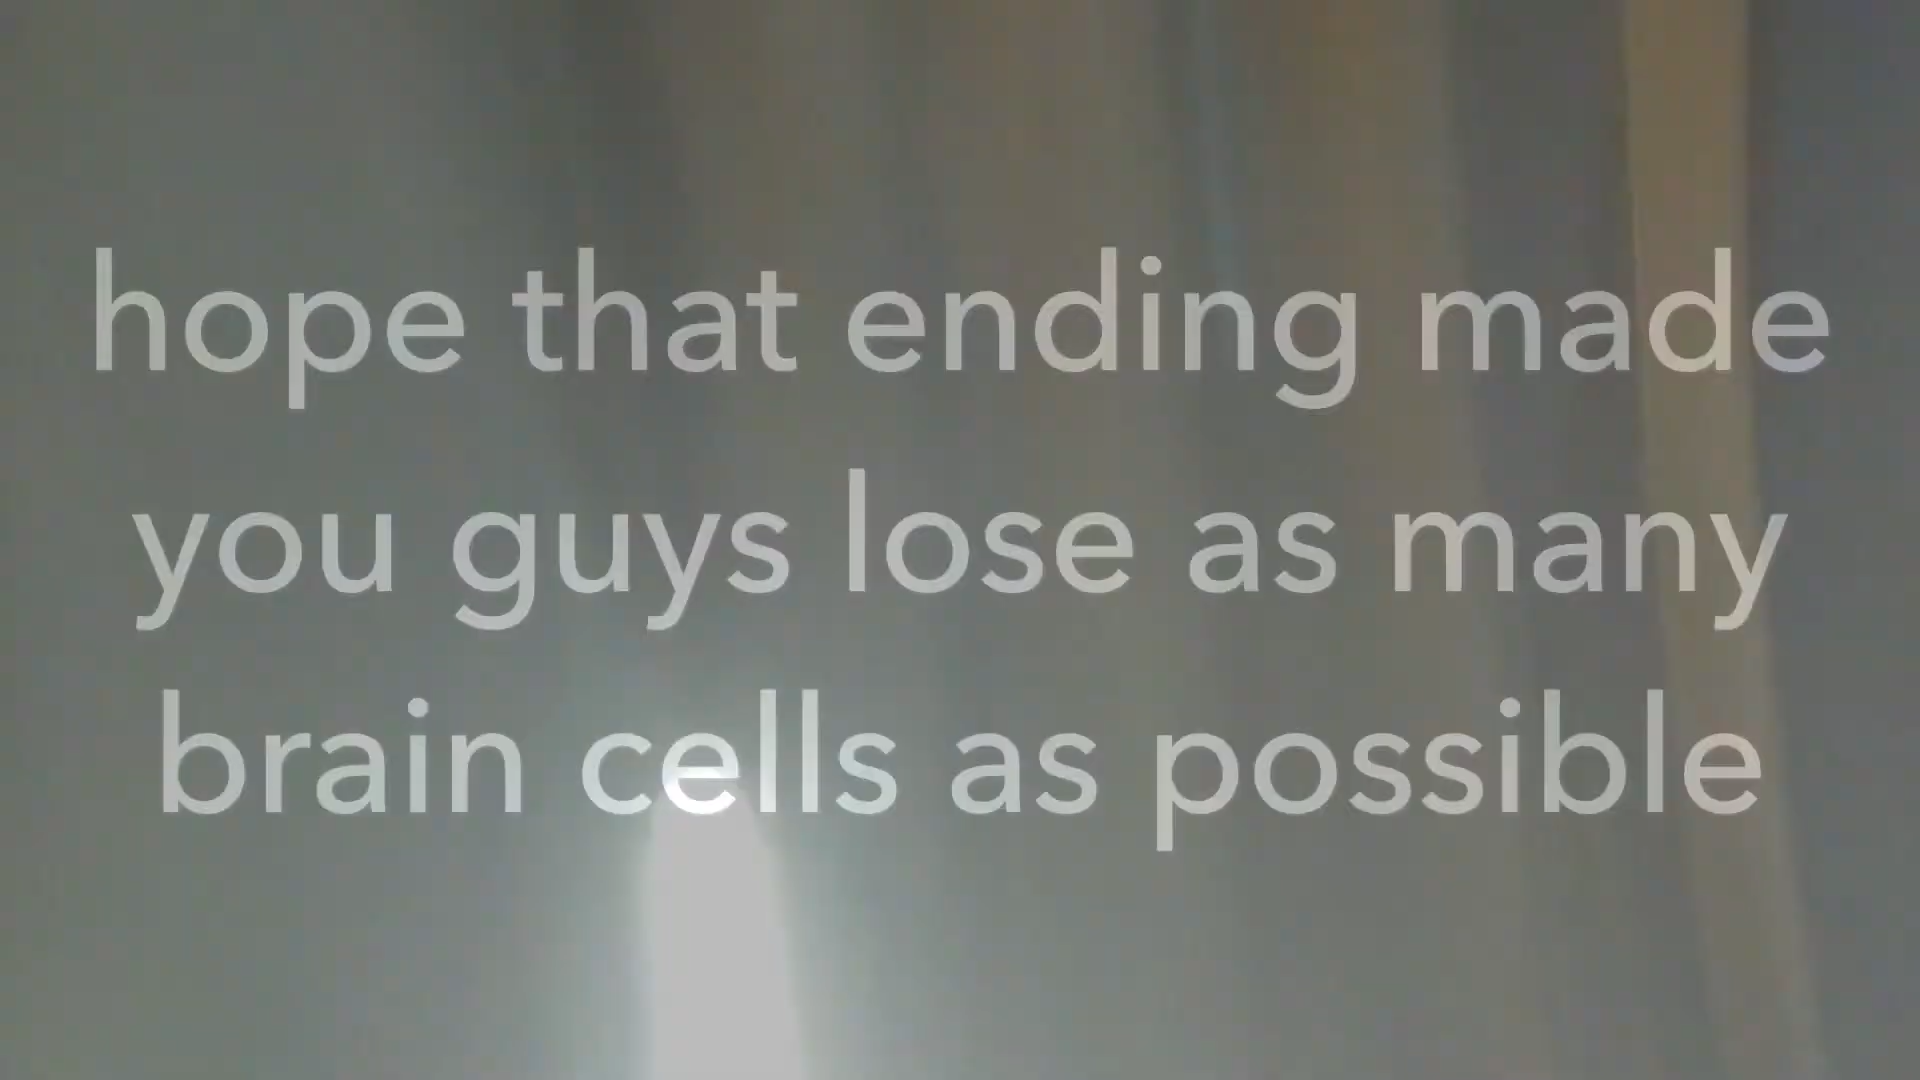 hope that ending made
you guys lose as many
brain cells as possible